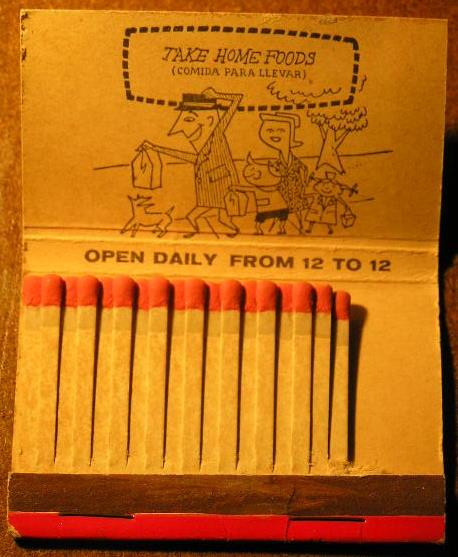 TAKE HOME FOODS
(COMIDA PARA LLEVAR)
OPEN DAILY FROM 12 TO 12